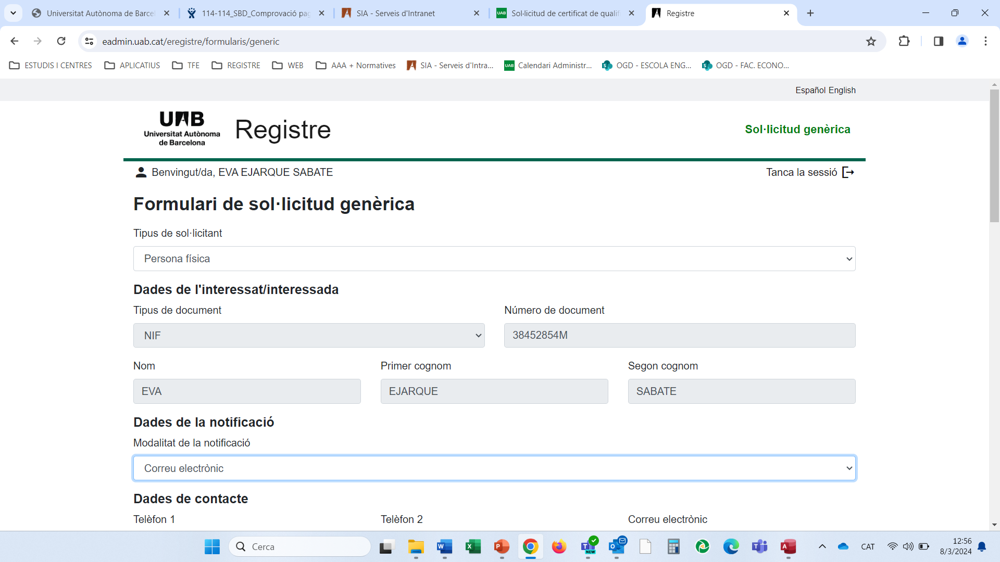 Universitat Autònoma de Barcel
114-114_SBD_Comprovació pag
SIA - Serveis d'Intranet
UAB Sol·licitud de certificat de qualifi
Registre
eadmin.uab.cat/eregistre/formularis/generic
ESTUDIS I CENTRES
APLICATIUS
TFE
REGISTRE
WEB
AAA + Normatives
SIA - Serveis d'Intra...
UAB Calendari Administr...
OGD - ESCOLA ENG...
OGD - FAC. ECONO...
Español English
UAB
Universitat Autònoma
de Barcelona
Registre
Sol·licitud genèrica
Benvingut/da, EVA EJARQUE SABATE
Tanca la sessió
Formulari de sol·licitud genèrica
Tipus de sol·licitant
Persona física
Dades de l'interessat/interessada
Tipus de document
Número de document
NIF
38452854M
Nom
Primer cognom
Segon cognom
EVA
EJARQUE
SABATE
Dades de la notificació
Modalitat de la notificació
Correu electrònic
Dades de contacte
Telèfon 1
Telèfon 2
Correu electrònic
Cerca
NEW
CAT
12:56
8/3/2024